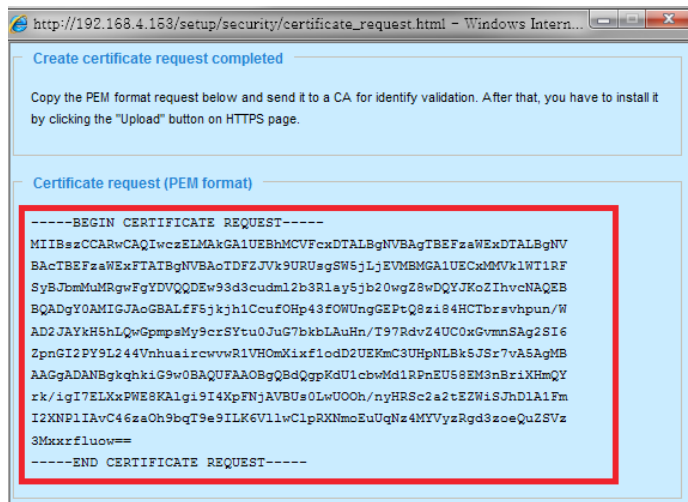 http://192.168.4.153/setup/security/certificate_request.html - Windows Intern...
Create certificate request completed
Copy the PEM format request below and send it to a CA for identify validation. After that, you have to install it
by clicking the "Upload" button on HTTPS page.
Certificate request (PEM format)
-----BEGIN CERTIFICATE REQUEST-----
MIIBszCCARwCAQIwczELMAkGA1UEBhMCVFcxDTALBgNVBAgTBEFzaWExDTALBgNV
BAcTBEFzaWExFTATBgNVBAoTDFZJVk9URUsgSW5jLjEVMBMGA1UECxMMVklWT1RF
SyBJbmMuMRgwFgYDVQQDEw93d3cudml2b3Rlay5jb20wgZ8wDQYJKoZIhvcNAQEB
BQADgY0AMIGJAoGBALfF5jkjh1CcufOHp43fOWUngGEPtQ8zi84HCTbrsvhpun/W
AD2JAYkH5hLQwGpmpsMy9crSYtu0JuG7bkbLAuHn/T97RdvZ4UC0xGvmnSAg2SI6
ZpnGI2PY9L244VnhuaircwvwR1VHOmXixflodD2UEKmC3UHpNLBk5JSr7vA5AgMB
AAGgADANBgkqhkiG9w0BAQUFAAOBgQBdQgpKdU1cbwMd1RPnEU58EM3nBriXHmQY
rk/igI7ELXxPWE8KAlgi9I4XpFNjAVBUs0LwUOOh/nyHRSc2a2tEZWiSJhDlA1Fm
I2XNPlIAvC46zaOh9bqT9e9ILK6VllwClpRXNmoEuUqNz4MYVyzRgd3zoeQuZSVz
3Mxxrfluow==
-----END CERTIFICATE REQUEST-----